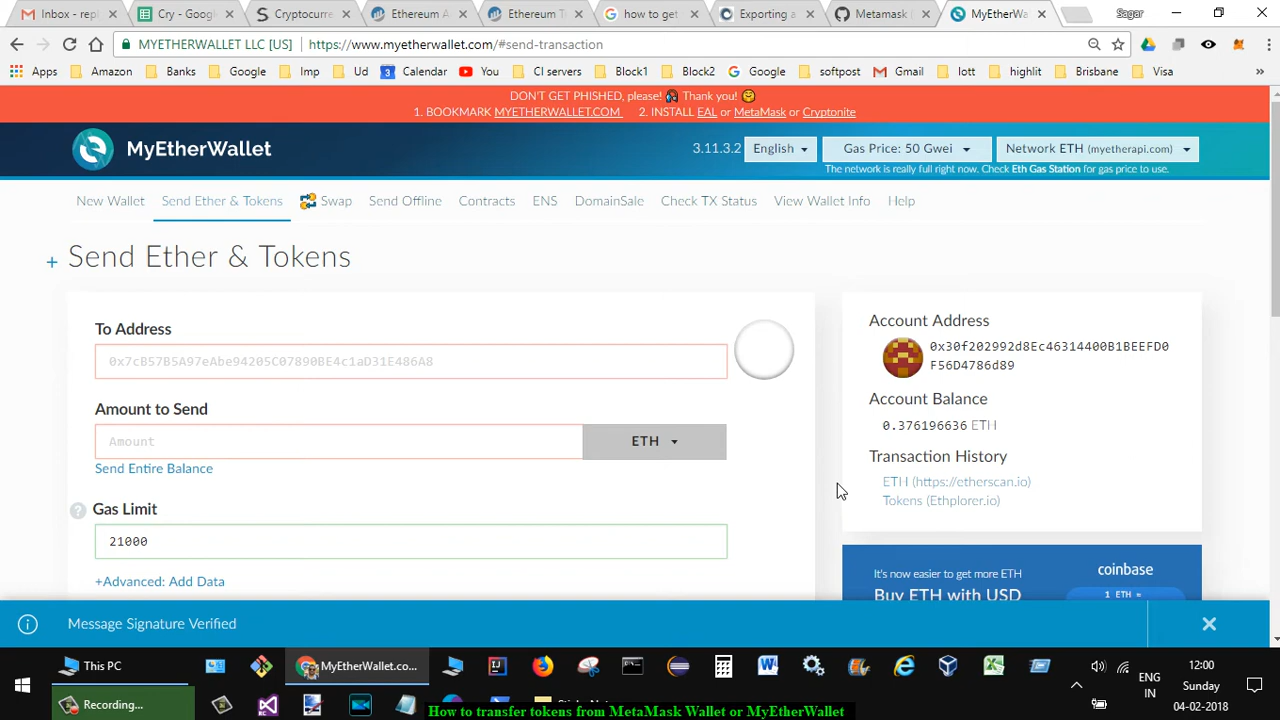 Inbox - rep
Cry - Goog
Cryptocurre
Ethereum A
Ethereum T
how to get
Exporting a
Metamask
MyEtherWa
Sagar
MYETHERWALLET LLC [US]
https://www.myetherwallet.com/#send-transaction
Apps
Amazon
Banks
Google
Imp
Ud
Calendar
You
CI servers
Block1
Block2
Google
softpost
Gmail
lott
highlit
Brisbane
Visa
»
DON'T GET PHISHED, please! Thank you!
1. BOOKMARK MYETHERWALLET.COM 2. INSTALL EAL or MetaMask or Cryptonite
MyEtherWallet
3.11.3.2
English
Gas Price: 50 Gwei
Network ETH (myetherapi.com)
The network is really full right now. Check Eth Gas Station for gas price to use.
New Wallet
Send Ether & Tokens
Swap
Send Offline
Contracts
ENS
DomainSale
Check TX Status
View Wallet Info
Help
+ Send Ether & Tokens
To Address
0x7cB57B5A97eAbe94205C07890BE4c1aD31E486A8
Amount to Send
Amount
ETH
Send Entire Balance
? Gas Limit
21000
+Advanced: Add Data
Account Address
0x30f202992d8Ec46314400B1BEEFD0
F56D4786d89
Account Balance
0.376196636 ETH
Transaction History
ETH (https://etherscan.io)
Tokens (Ethplorer.io)
It's now easier to get more ETH
Buy ETH with USD
coinbase
1 ETH ≈
Message Signature Verified
This PC
MyEtherWallet.co...
Recording...
ENG
IN
12:00
Sunday
04-02-2018
How to transfer tokens from MetaMask Wallet or MyEtherWallet